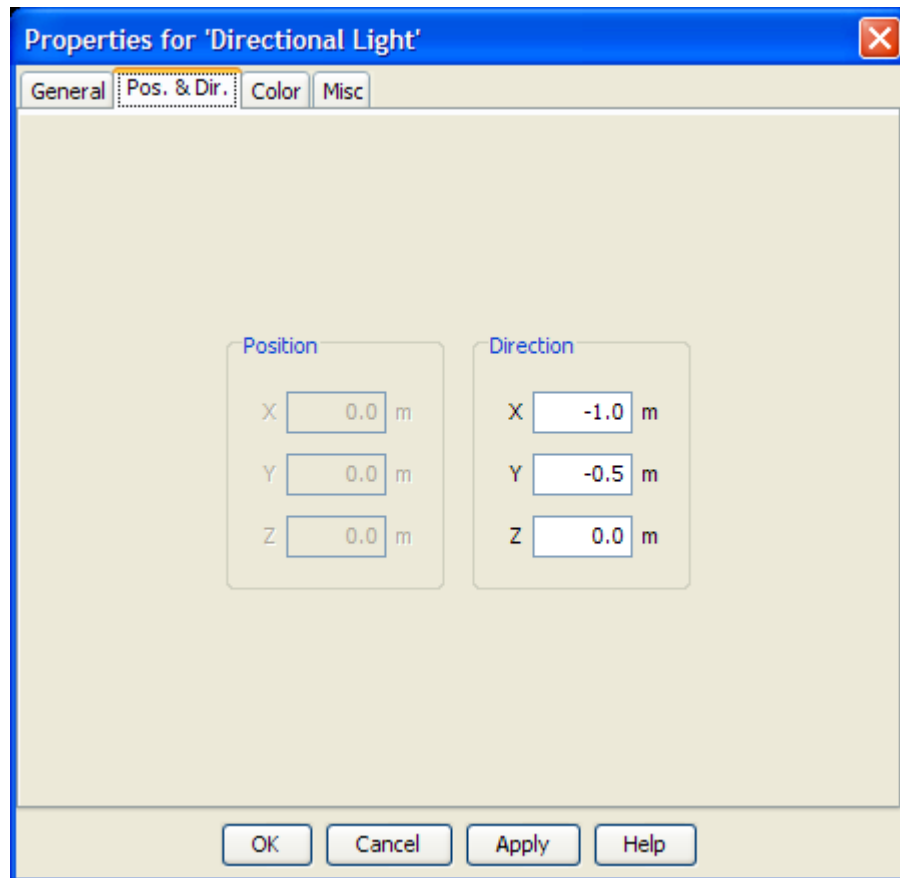 Properties for 'Directional Light'
General Pos. & Dir. Color Misc
Position Direction
X 0.0 m X -1.0 m
Y 0.0 m Y -0.5 m
Z 0.0 m Z 0.0 m
OK Cancel Apply Help